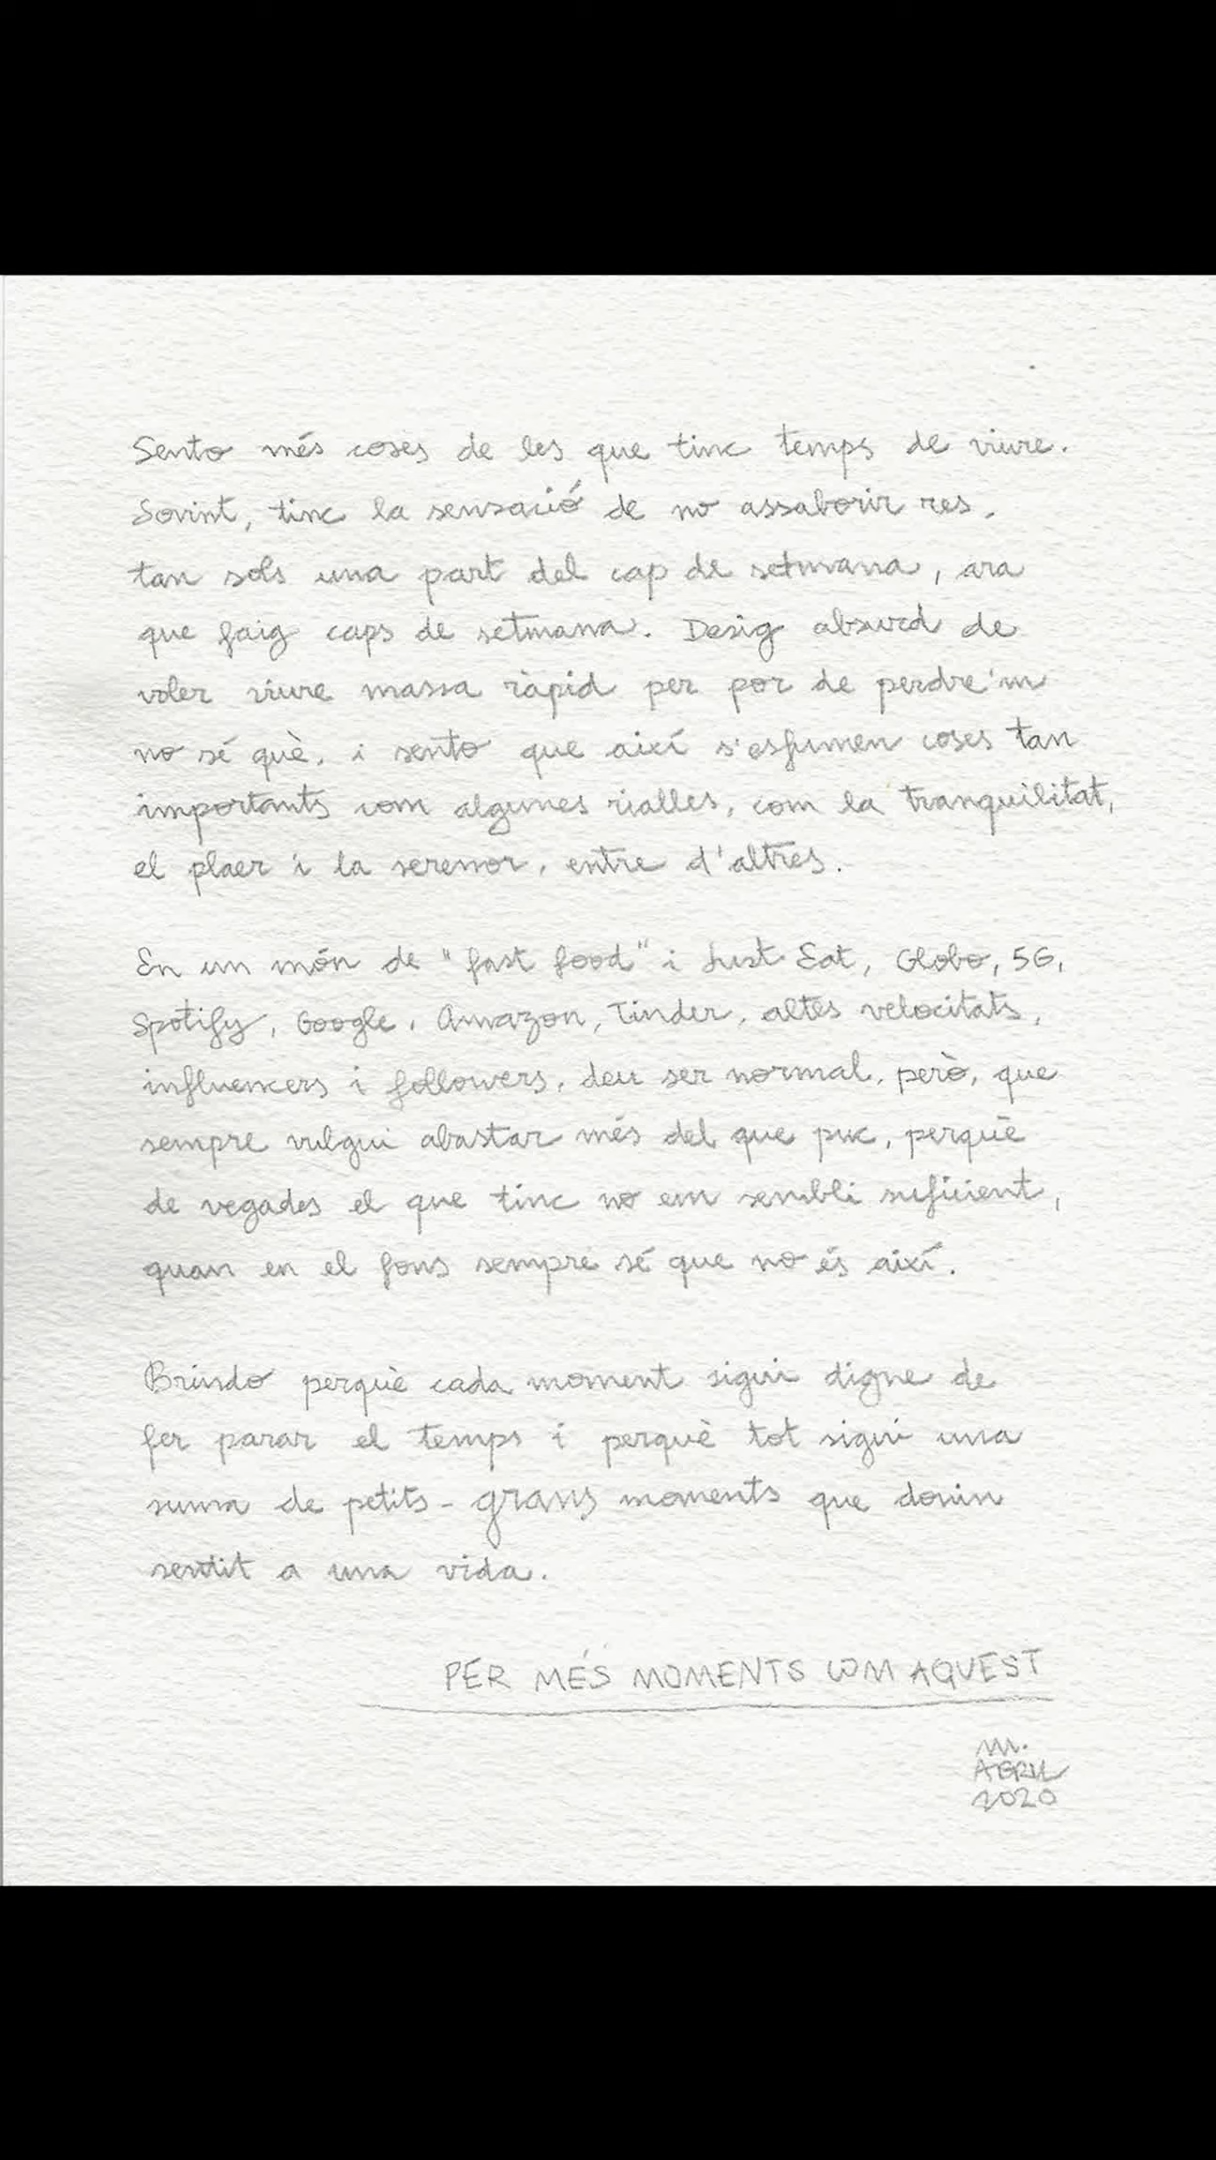 Sento més coses de les que tinc temps de viure.
Sovint, tinc la sensació de no assaborir res,
tan sols una part del cap de setmana, ara
que faig caps de setmana. Desig absurd de
voler viure massa ràpid per por de perdre'm
no sé què, i sento que així s'esfumen coses tan
importants com algunes rialles, com la tranquilitat,
el plaer i la serenor, entre d'altres.
En un món de "fast food" i Just Eat, Globo, 5G,
Spotify, Google, Amazon, Tinder, altes velocitats,
influencers i followers, deu ser normal, però, que
sempre vulgui abastar més del que puc, perquè
de vegades el que tinc no em sembli suficient,
quan en el fons sempre sé que no és així.
Brindo perquè cada moment sigui digne de
fer parar el temps i perquè tot sigui una
suma de petits-grans moments que donin
sentit a una vida.
PER MÉS MOMENTS COM AQUEST
M.
ABRIL
2020